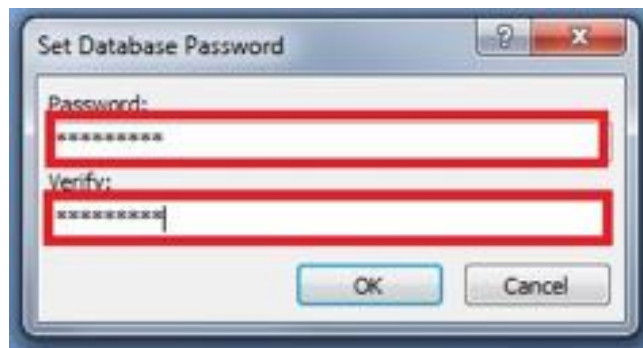 Set Database Password
Password:
*********
Verify:
*********
OK Cancel